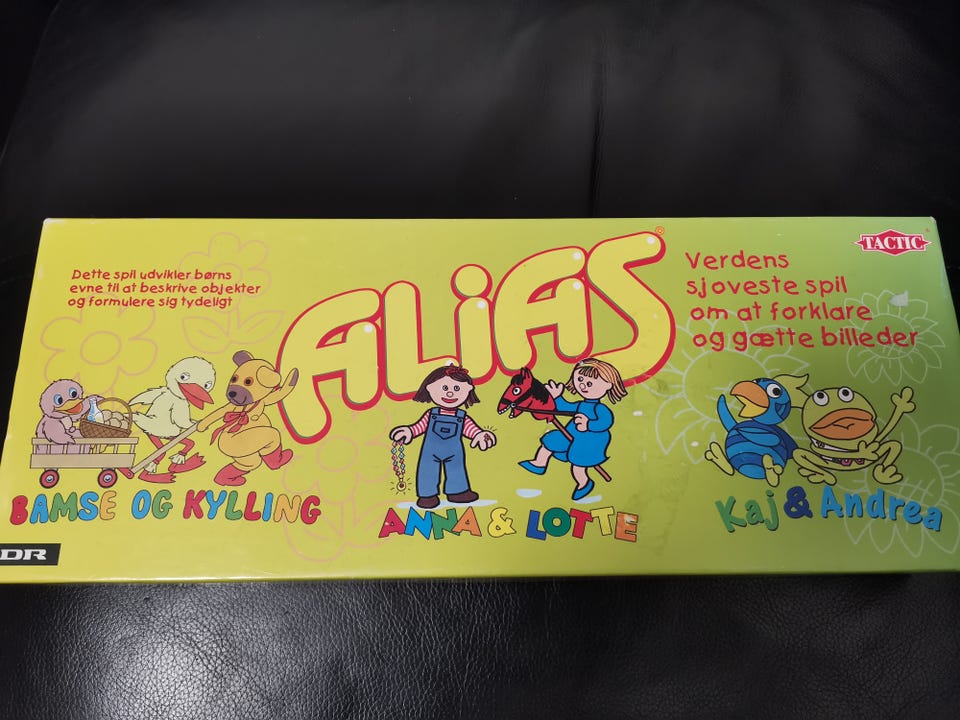 Dette spil udvikler børns
evne til at beskrive objekter
og formulere sig tydeligt
ALiAS
®
Verdens
sjoveste spil
om at forklare
og gætte billeder
TACTIC
BAMSE OG KYLLING
ANNA & LOTTE
Kaj & Andrea
DR